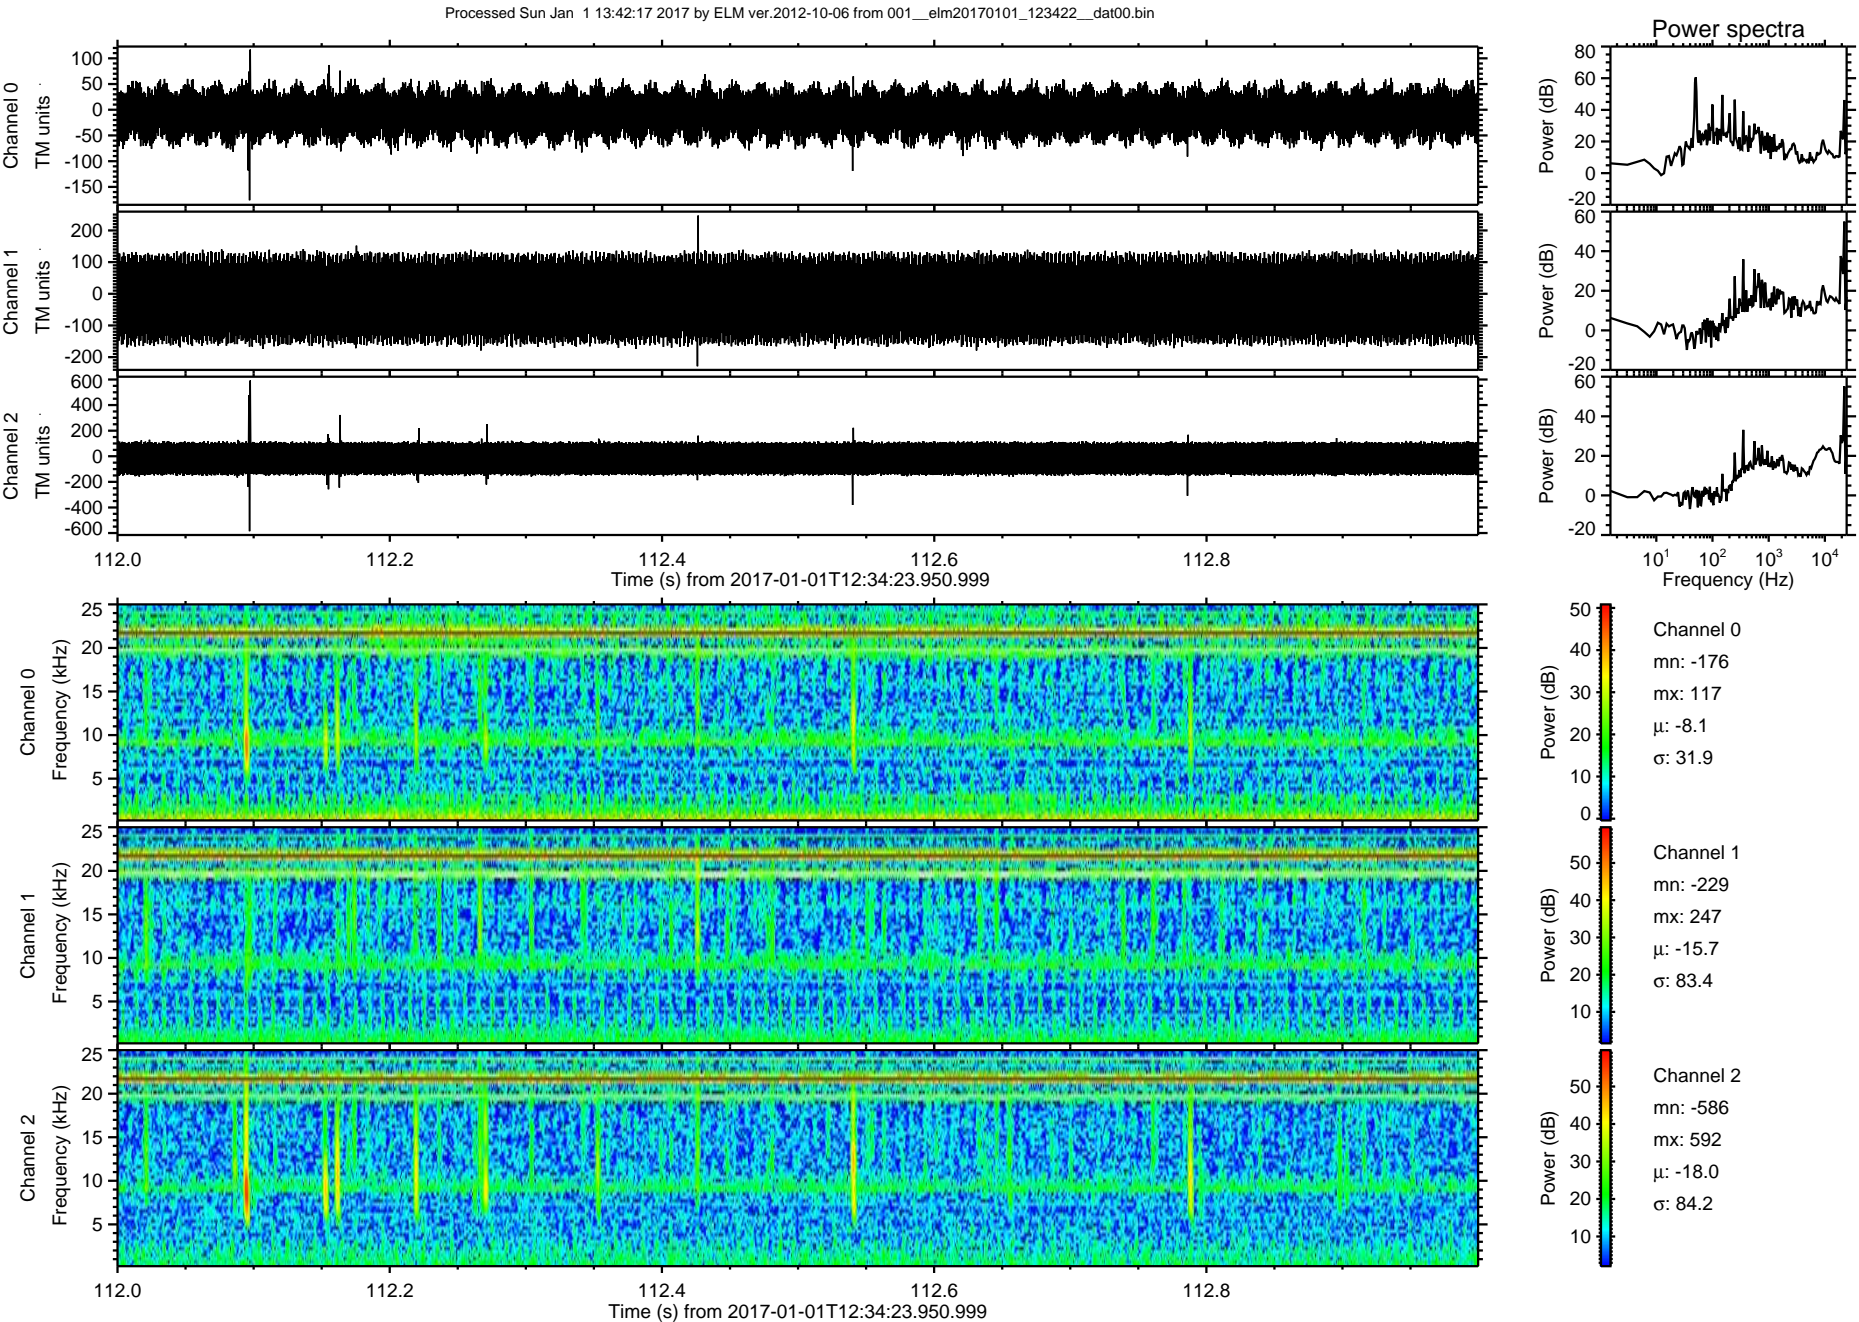 Processed Sun Jan  1 13:42:17 2017 by ELM ver.2012-10-06 from 001__elm20170101_123422__dat00.bin
Power spectra
Channel 0
TM units
100
50
0
-50
-100
-150
Power (dB)
80
60
40
20
0
-20
Channel 1
TM units
200
100
0
-100
-200
Power (dB)
60
40
20
0
-20
Channel 2
TM units
600
400
200
0
-200
-400
-600
Power (dB)
60
40
20
0
-20
112.0 112.2 112.4 112.6 112.8
Time (s) from 2017-01-01T12:34:23.950.999
10¹ 10² 10³ 10⁴
Frequency (Hz)
Channel 0
Frequency (kHz)
25
20
15
10
5
Power (dB)
50
40
30
20
10
0
Channel 0
mn: -176
mx: 117
µ: -8.1
σ: 31.9
Channel 1
Frequency (kHz)
25
20
15
10
5
Power (dB)
50
40
30
20
10
Channel 1
mn: -229
mx: 247
µ: -15.7
σ: 83.4
Channel 2
Frequency (kHz)
25
20
15
10
5
Power (dB)
50
40
30
20
10
Channel 2
mn: -586
mx: 592
µ: -18.0
σ: 84.2
112.0 112.2 112.4 112.6 112.8
Time (s) from 2017-01-01T12:34:23.950.999